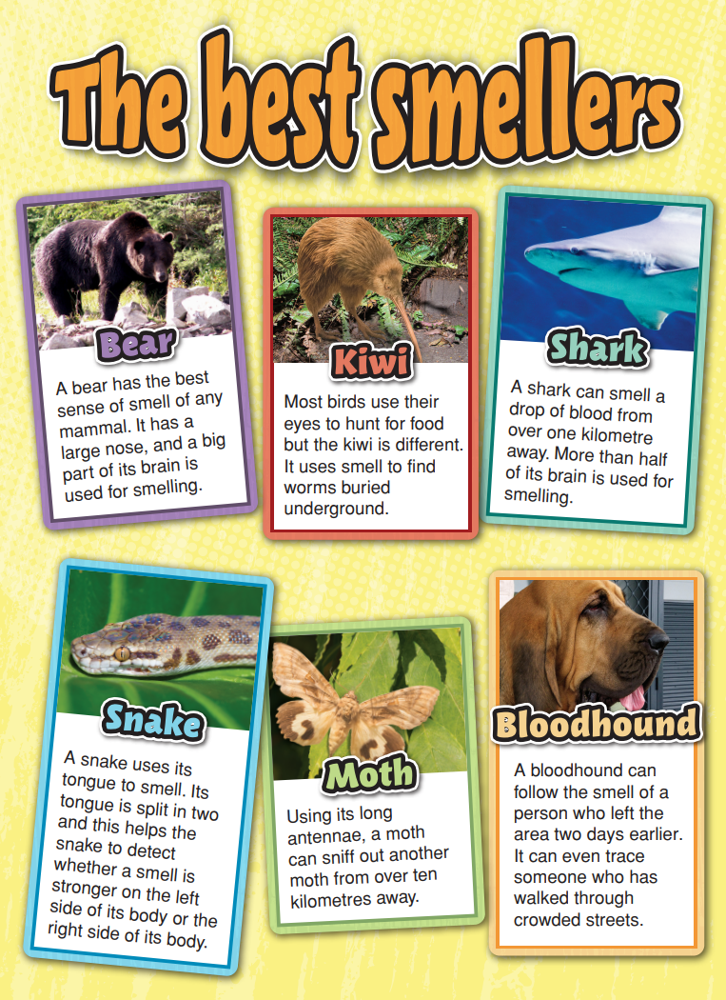 The best smellers
Bear
A bear has the best
sense of smell of any
mammal. It has a
large nose, and a big
part of its brain is
used for smelling.
Kiwi
Most birds use their
eyes to hunt for food
but the kiwi is different.
It uses smell to find
worms buried
underground.
Shark
A shark can smell a
drop of blood from
over one kilometre
away. More than half
of its brain is used for
smelling.
Snake
A snake uses its
tongue to smell. Its
tongue is split in two
and this helps the
snake to detect
whether a smell is
stronger on the left
side of its body or the
right side of its body.
Moth
Using its long
antennae, a moth
can sniff out another
moth from over ten
kilometres away.
Bloodhound
A bloodhound can
follow the smell of a
person who left the
area two days earlier.
It can even trace
someone who has
walked through
crowded streets.